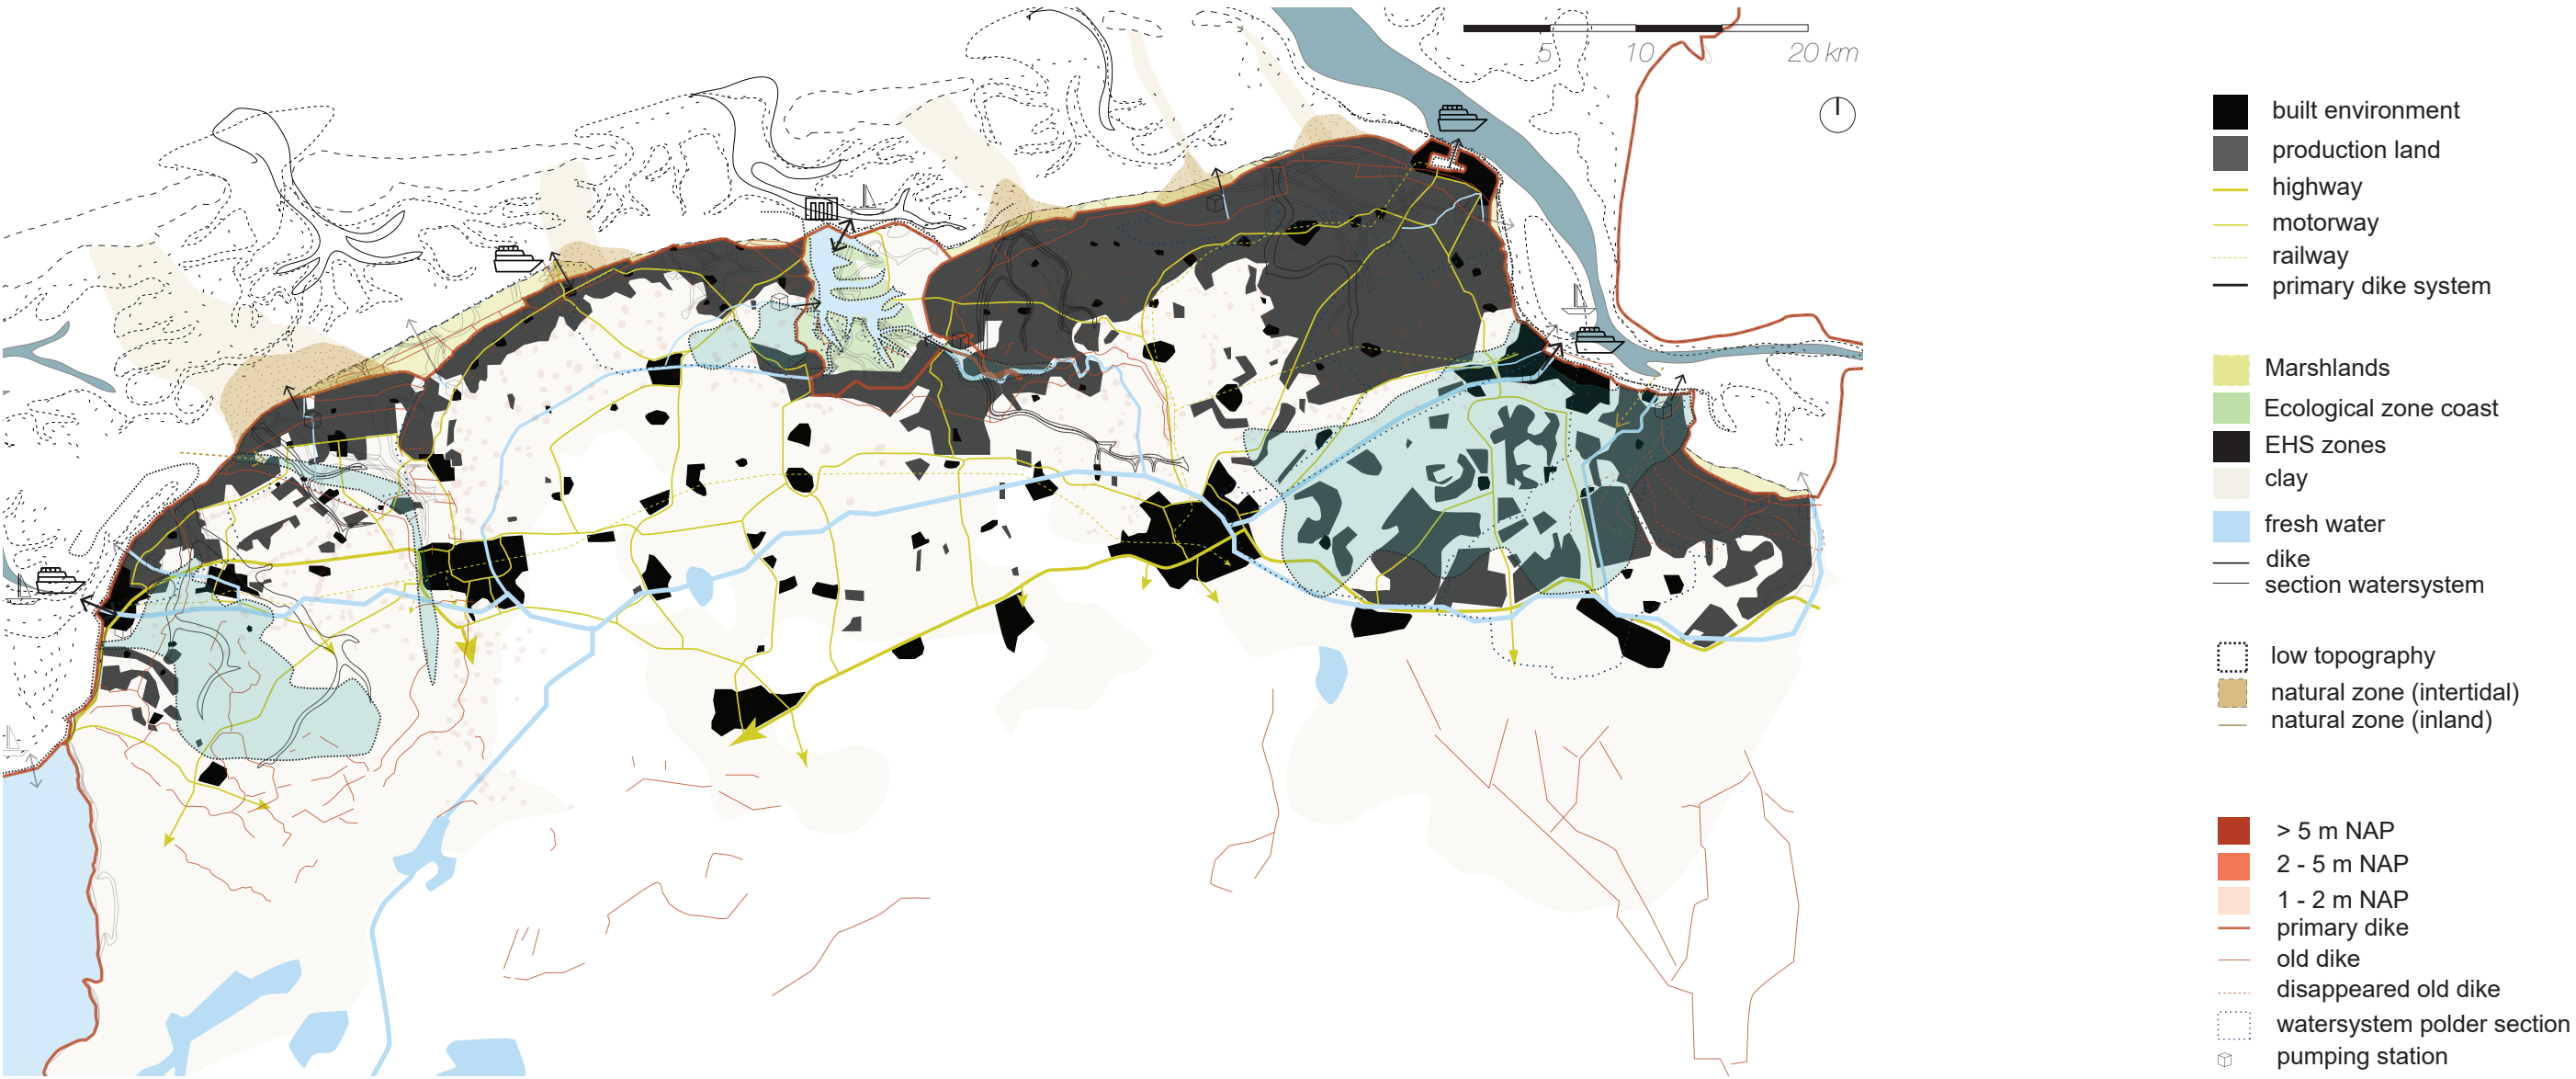 5
10
20 km
built environment
production land
highway
motorway
railway
primary dike system
Marshlands
Ecological zone coast
EHS zones
clay
fresh water
dike
section watersystem
low topography
natural zone (intertidal)
natural zone (inland)
> 5 m NAP
2 - 5 m NAP
1 - 2 m NAP
primary dike
old dike
disappeared old dike
watersystem polder section
pumping station